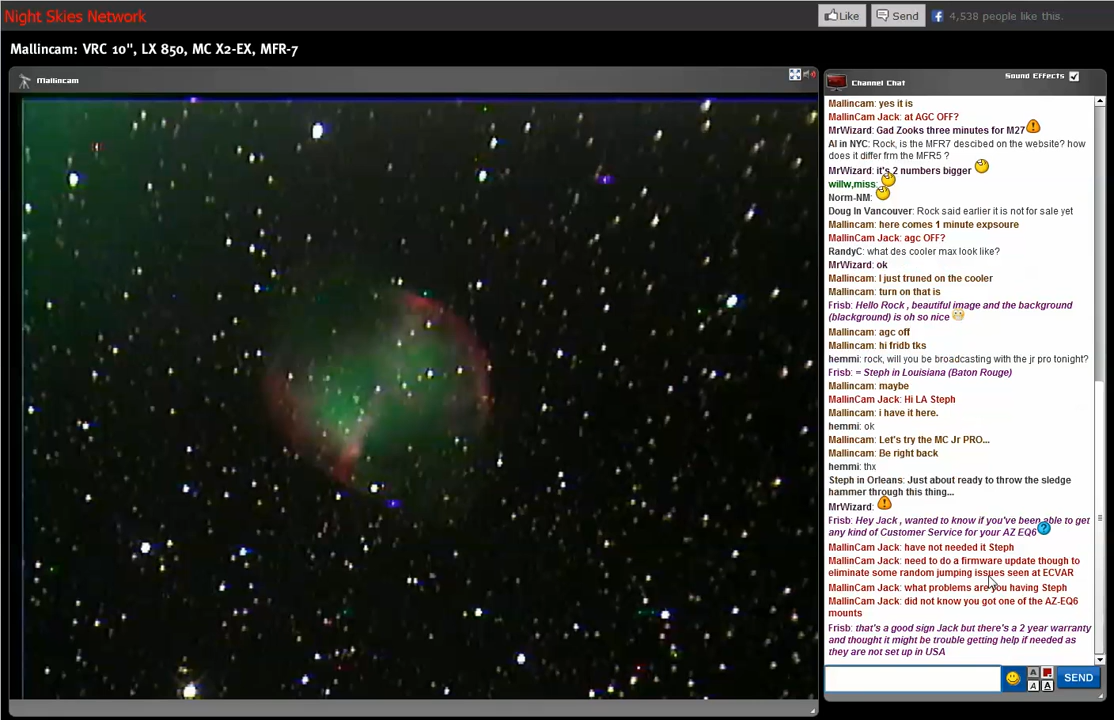 Night Skies Network
Like
Send
4,538 people like this.
Mallincam: VRC 10", LX 850, MC X2-EX, MFR-7
Mallincam
Channel Chat
Sound Effects
Mallincam: yes it is
MallinCam Jack: at AGC OFF?
MrWizard: Gad Zooks three minutes for M27
Al in NYC: Rock, is the MFR7 descibed on the website? how
does it differ frm the MFR5 ?
MrWizard: it's 2 numbers bigger
willw,miss:
Norm-NM:
Doug In Vancouver: Rock said earlier it is not for sale yet
Mallincam: here comes 1 minute expsoure
MallinCam Jack: agc OFF?
RandyC: what des cooler max look like?
MrWizard: ok
Mallincam: I just truned on the cooler
Mallincam: turn on that is
Frisb: Hello Rock , beautiful image and the background
(blackground) is oh so nice
Mallincam: agc off
Mallincam: hi fridb tks
hemmi: rock, will you be broadcasting with the jr pro tonight?
Frisb: = Steph in Louisiana (Baton Rouge)
Mallincam: maybe
MallinCam Jack: Hi LA Steph
Mallincam: i have it here.
hemmi: ok
Mallincam: Let's try the MC Jr PRO...
Mallincam: Be right back
hemmi: thx
Steph in Orleans: Just about ready to throw the sledge
hammer through this thing...
MrWizard:
Frisb: Hey Jack , wanted to know if you've been able to get
any kind of Customer Service for your AZ EQ6
MallinCam Jack: have not needed it Steph
MallinCam Jack: need to do a firmware update though to
eliminate some random jumping issues seen at ECVAR
MallinCam Jack: what problems are you having Steph
MallinCam Jack: did not know you got one of the AZ-EQ6
mounts
Frisb: that's a good sign Jack but there's a 2 year warranty
and thought it might be trouble getting help if needed as
they are not set up in USA
A
A
A
SEND